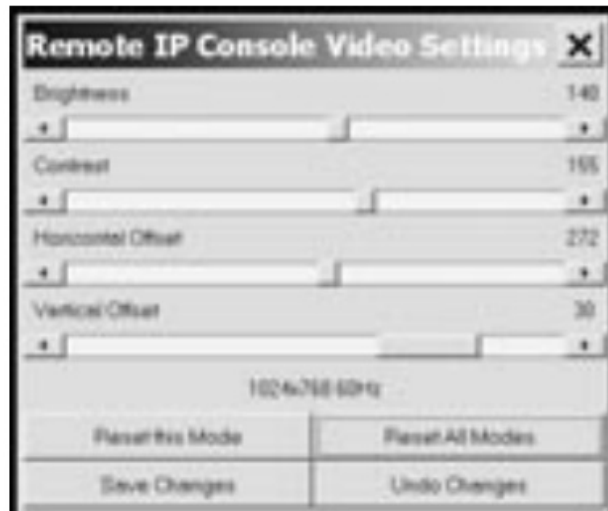 Remote IP Console Video Settings
Brightness 140
Contrast 155
Horizontal Offset 272
Vertical Offset 30
1024x768 60Hz
Reset this Mode Reset All Modes
Save Changes Undo Changes